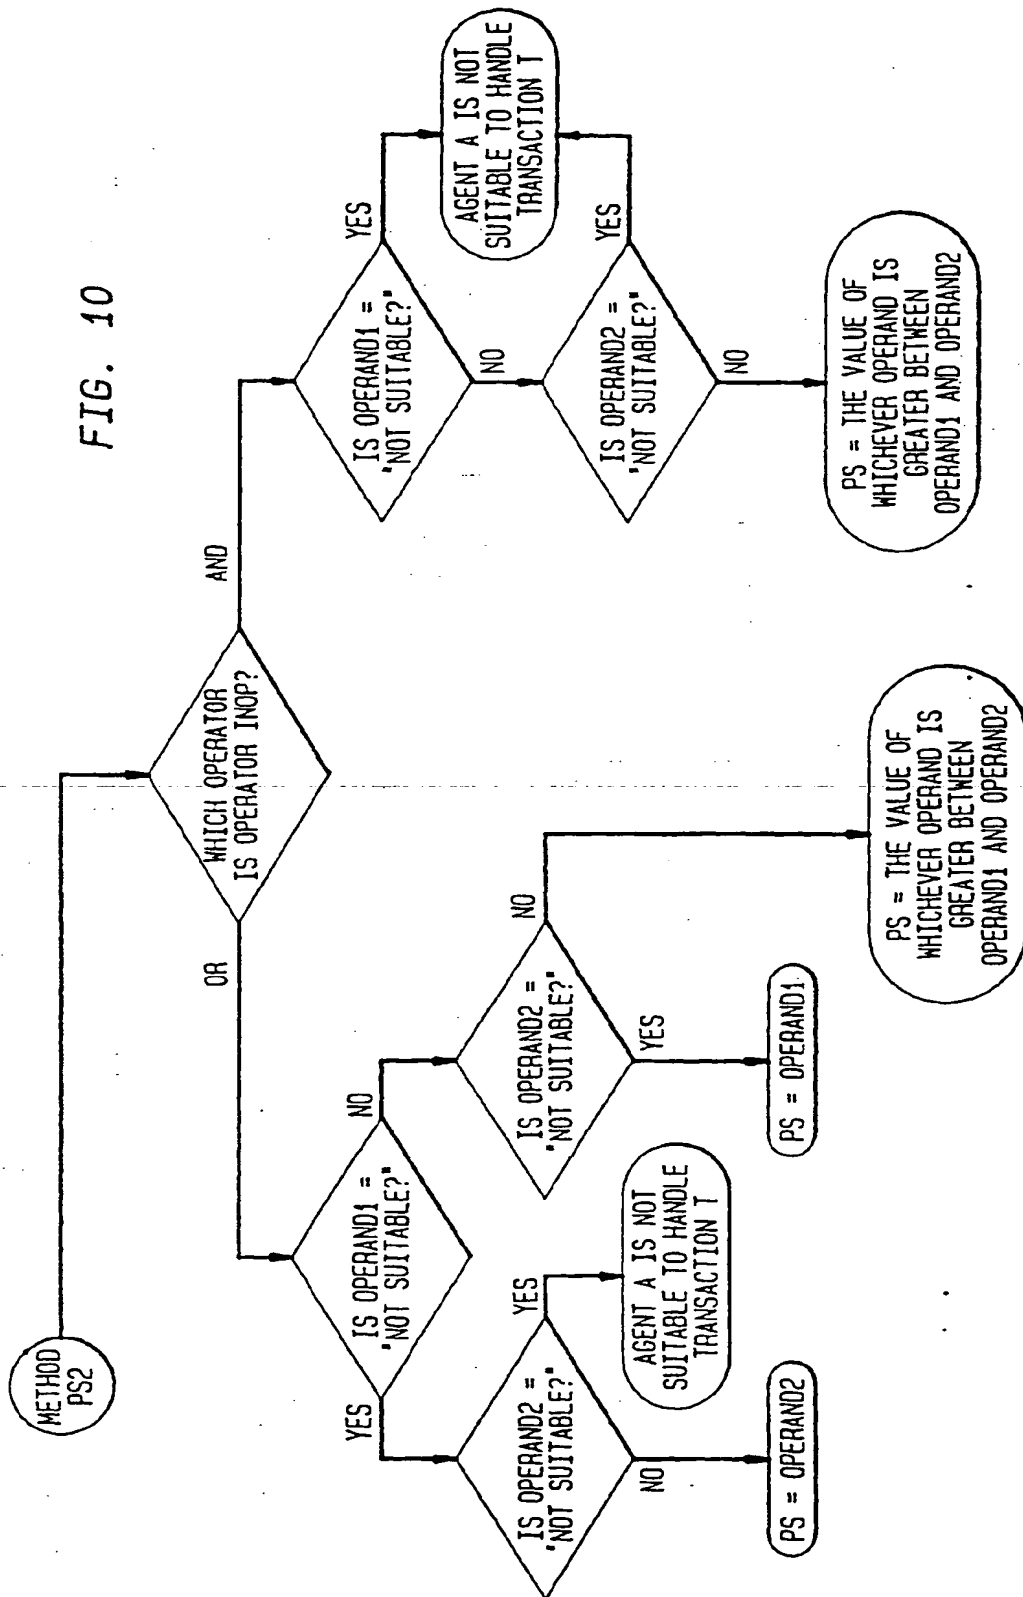 FIG. 10
METHOD
PS2
WHICH OPERATOR
IS OPERATOR INOP?
OR
AND
IS OPERAND1 =
"NOT SUITABLE?"
YES
NO
IS OPERAND2 =
"NOT SUITABLE?"
YES
NO
AGENT A IS NOT
SUITABLE TO HANDLE
TRANSACTION T
PS = OPERAND2
IS OPERAND2 =
"NOT SUITABLE?"
NO
YES
PS = OPERAND1
PS = THE VALUE OF
WHICHEVER OPERAND IS
GREATER BETWEEN
OPERAND1 AND OPERAND2
IS OPERAND1 =
"NOT SUITABLE?"
YES
NO
AGENT A IS NOT
SUITABLE TO HANDLE
TRANSACTION T
IS OPERAND2 =
"NOT SUITABLE?"
YES
NO
PS = THE VALUE OF
WHICHEVER OPERAND IS
GREATER BETWEEN
OPERAND1 AND OPERAND2